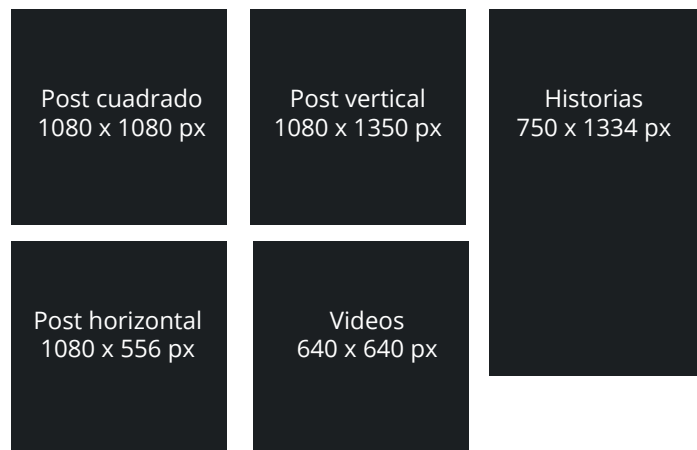 Post cuadrado
1080 x 1080 px
Post vertical
1080 x 1350 px
Historias
750 x 1334 px
Post horizontal
1080 x 556 px
Videos
640 x 640 px